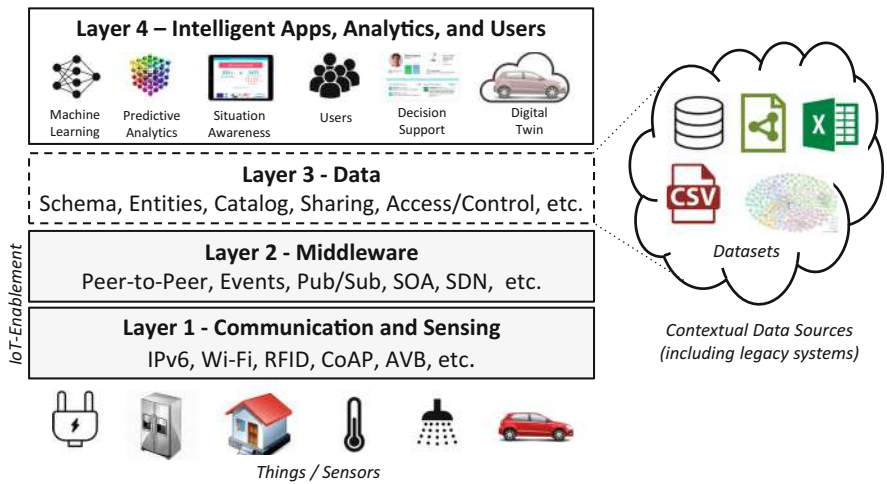 Layer 4 – Intelligent Apps, Analytics, and Users
Machine
Learning
Predictive
Analytics
Situation
Awareness
Users
Decision
Support
Digital
Twin
Layer 3 - Data
Schema, Entities, Catalog, Sharing, Access/Control, etc.
Layer 2 - Middleware
Peer-to-Peer, Events, Pub/Sub, SOA, SDN, etc.
Layer 1 - Communication and Sensing
IPv6, Wi-Fi, RFID, CoAP, AVB, etc.
IoT-Enablement
Things / Sensors
X
CSV
Datasets
Contextual Data Sources
(including legacy systems)